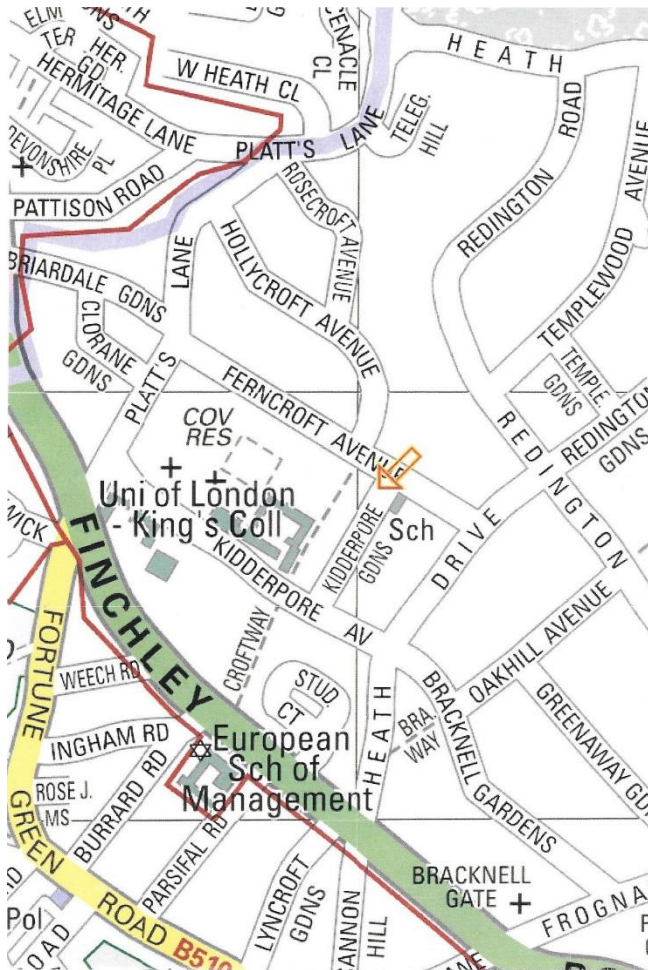 ELM
TER
HER.
GD
HERMITAGE LANE
W HEATH CL
CENACLE
CL
HEATH
DEVONSHIRE
PL
PLATT'S LANE
TELEG.
HILL
REDINGTON ROAD
TEMPLEWOOD AVENUE
PATTISON ROAD
ROSECROFT AVENUE
BRIARDALE GDNS
HOLLYCROFT AVENUE
CLORANE
GDNS
PLATT'S LANE
FERNCROFT AVENUE
TEMPLE.
GDNS
REDINGTON
GDNS
REDINGTON
COV
RES
Uni of London
- King's Coll
KIDDERPORE
GDNS
Sch
HEATH DRIVE
WICK
FINCHLEY
KIDDERPORE AV
CROFTWAY
FORTUNE GREEN ROAD
WEECH RD
STUD.
CT
BRA.
WAY
OAKHILL AVENUE
BRACKNELL GARDENS
GREENAWAY GDNS
INGHAM RD
European
Sch of
Management
ROSE J.
MS
BURRARD RD
PARSIFAL RD
LYNCROFT
GDNS
CANNON
HILL
BRACKNELL
GATE
FROGNA
Pol
ROAD
B510